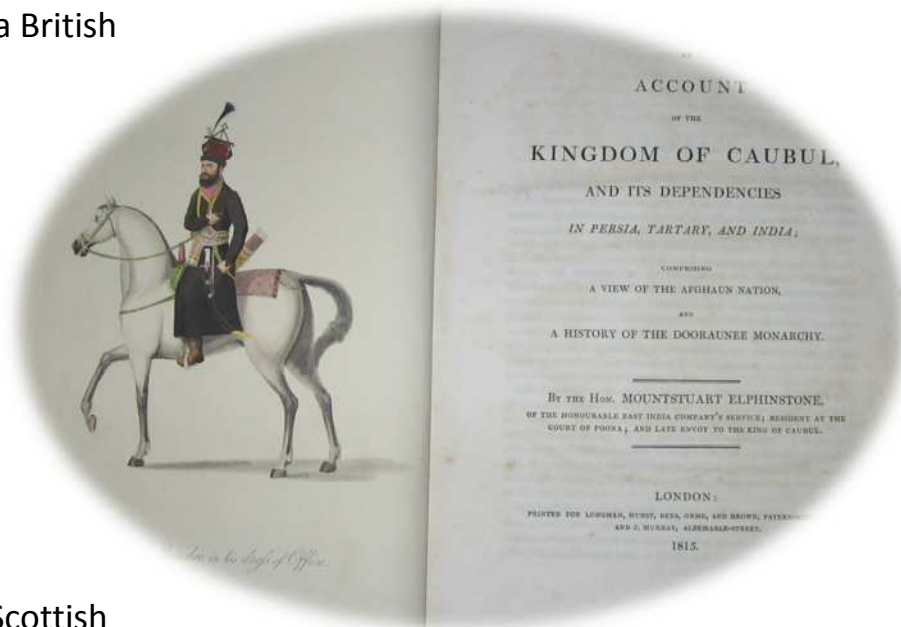 a British
ACCOUNT
OF THE
KINGDOM OF CAUBUL,
AND ITS DEPENDENCIES
IN PERSIA, TARTARY, AND INDIA;
COMPRISING
A VIEW OF THE AFGHAUN NATION,
AND
A HISTORY OF THE DOORAUNEE MONARCHY.
BY THE HON. MOUNTSTUART ELPHINSTONE,
OF THE HONOURABLE EAST INDIA COMPANY'S SERVICE; RESIDENT AT THE
COURT OF POONA; AND LATE ENVOY TO THE KING OF CAUBUL.
LONDON:
PRINTED FOR LONGMAN, HURST, REES, ORME, AND BROWN,
AND J. MURRAY, ALBEMARLE-STREET.
1815.
in his dress of Office.
Scottish